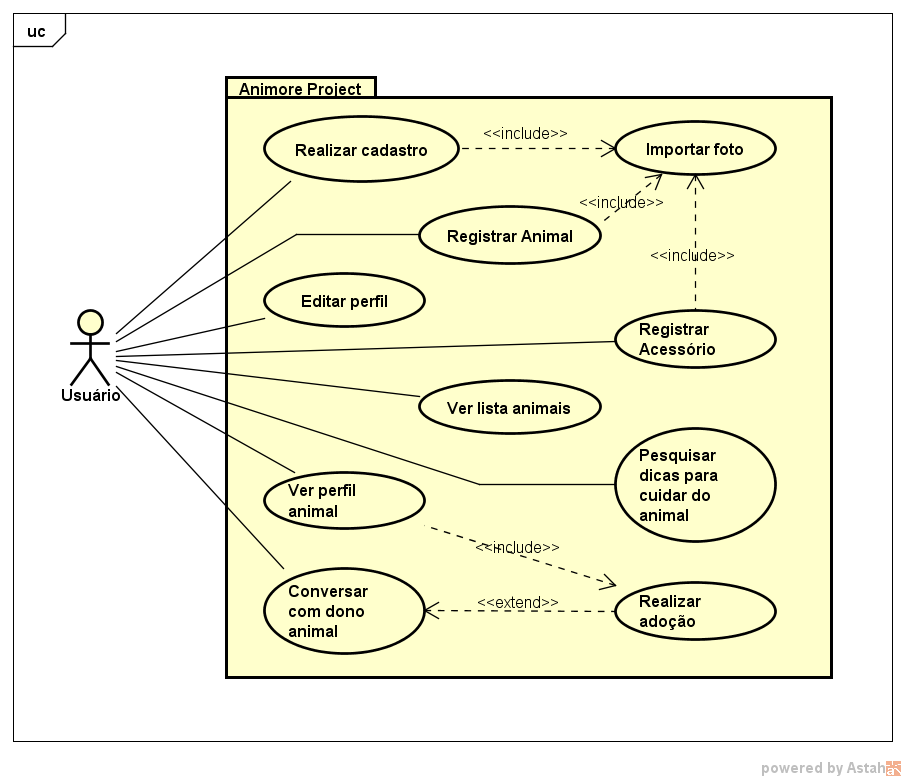 uc
Animore Project
Realizar cadastro
<<include>>
Importar foto
<<include>>
Registrar Animal
<<include>>
Editar perfil
Registrar
Acessório
Usuário
Ver lista animais
Pesquisar
dicas para
cuidar do
animal
Ver perfil
animal
<<include>>
Conversar
com dono
animal
<<extend>>
Realizar
adoção
powered by Astah